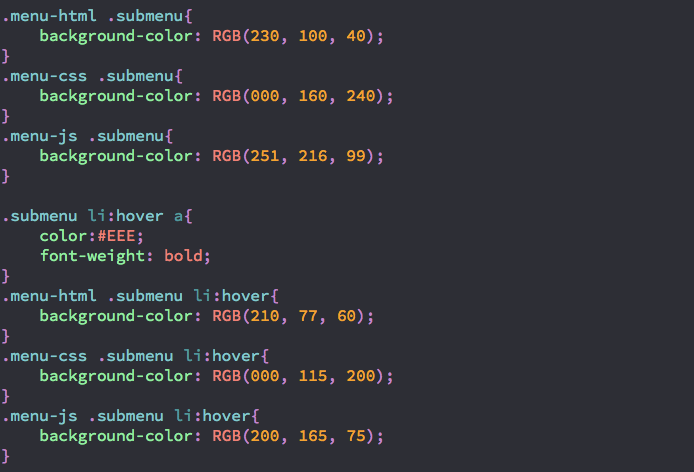 .menu-html .submenu{
    background-color: RGB(230, 100, 40);
}
.menu-css .submenu{
    background-color: RGB(000, 160, 240);
}
.menu-js .submenu{
    background-color: RGB(251, 216, 99);
}

.submenu li:hover a{
    color:#EEE;
    font-weight: bold;
}
.menu-html .submenu li:hover{
    background-color: RGB(210, 77, 60);
}
.menu-css .submenu li:hover{
    background-color: RGB(000, 115, 200);
}
.menu-js .submenu li:hover{
    background-color: RGB(200, 165, 75);
}